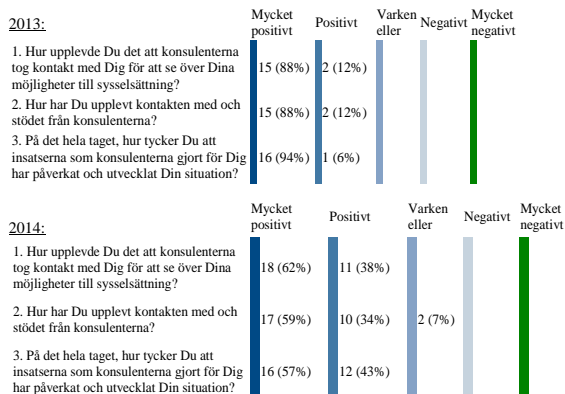 2013:
Mycket positivt
Positivt
Varken eller
Negativt
Mycket negativt
1. Hur upplevde Du det att konsulenterna
tog kontakt med Dig för att se över Dina
möjligheter till sysselsättning?
15 (88%) 2 (12%)
2. Hur har Du upplevt kontakten med och
stödet från konsulenterna?
15 (88%) 2 (12%)
3. På det hela taget, hur tycker Du att
insatserna som konsulenterna gjort för Dig
har påverkat och utvecklat Din situation?
16 (94%) 1 (6%)
2014:
Mycket positivt
Positivt
Varken eller
Negativt
Mycket negativt
1. Hur upplevde Du det att konsulenterna
tog kontakt med Dig för att se över Dina
möjligheter till sysselsättning?
18 (62%) 11 (38%)
2. Hur har Du upplevt kontakten med och
stödet från konsulenterna?
17 (59%) 10 (34%) 2 (7%)
3. På det hela taget, hur tycker Du att
insatserna som konsulenterna gjort för Dig
har påverkat och utvecklat Din situation?
16 (57%) 12 (43%)